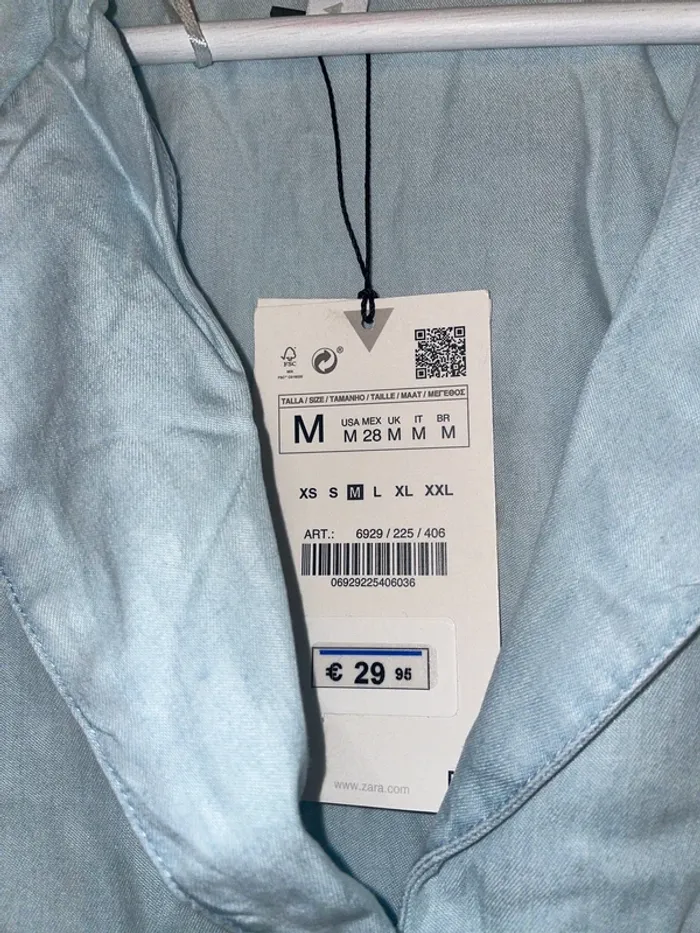 FSC
®
TALLA / SIZE / TAMANHO / TAILLE / MAAT / ΜΕΓΕΘΟΣ
M
USA MEX UK IT BR
M 28 M M M
XS S M L XL XXL
ART.: 6929 / 225 / 406
06929225406036
€ 29 95
www.zara.com